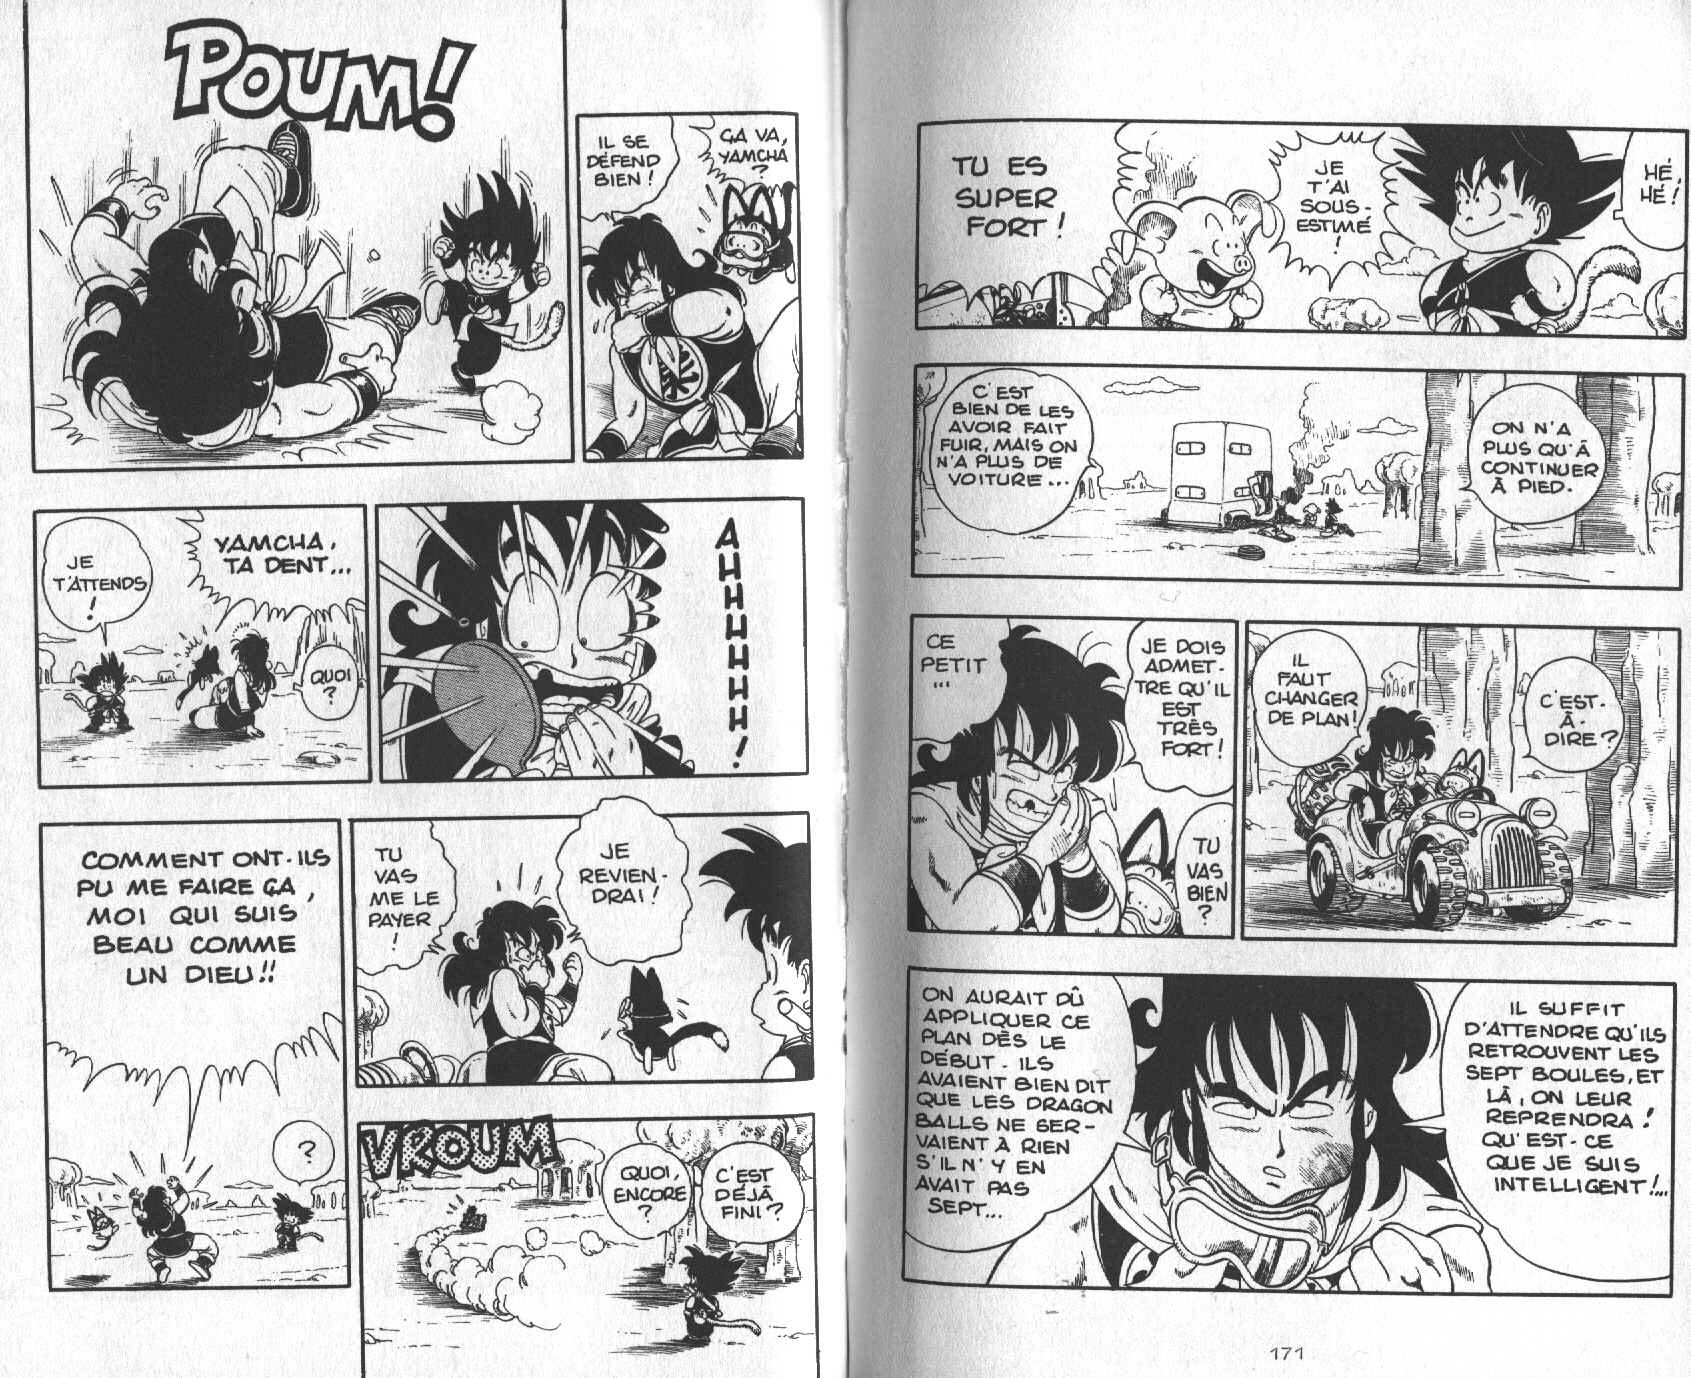 POUM!
IL SE
DÉFEND
BIEN!
ÇA VA,
YAMCHA
?
JE
T'ATTENDS
!
YAMCHA,
TA DENT...
QUOI
?
AHHHHHH!
COMMENT ONT-ILS
PU ME FAIRE ÇA,
MOI QUI SUIS
BEAU COMME
UN DIEU!!
?
TU
VAS
ME LE
PAYER
!
JE
REVIEN-
DRAI!
VROUM
QUOI,
ENCORE
?
C'EST
DÉJÀ
FINI?
TU ES
SUPER
FORT!
JE
T'AI
SOUS-
ESTIMÉ
!
HÉ
HÉ!
C'EST
BIEN DE LES
AVOIR FAIT
FUIR, MAIS ON
N'A PLUS DE
VOITURE...
ON N'A
PLUS QU'À
CONTINUER
À PIED.
CE
PETIT
...
JE DOIS
ADMET-
TRE QU'IL
EST
TRÈS
FORT!
TU
VAS
BIEN
?
IL
FAUT
CHANGER
DE PLAN!
C'EST-
À-
DIRE?
ON AURAIT DÛ
APPLIQUER CE
PLAN DÈS LE
DÉBUT. ILS
AVAIENT BIEN DIT
QUE LES DRAGON
BALLS NE SER-
VAIENT À RIEN
S'IL N'Y EN
AVAIT PAS
SEPT...
IL SUFFIT
D'ATTENDRE QU'ILS
RETROUVENT LES
SEPT BOULES, ET
LÀ, ON LEUR
REPRENDRA!
QU'EST-CE
QUE JE SUIS
INTELLIGENT!...
171